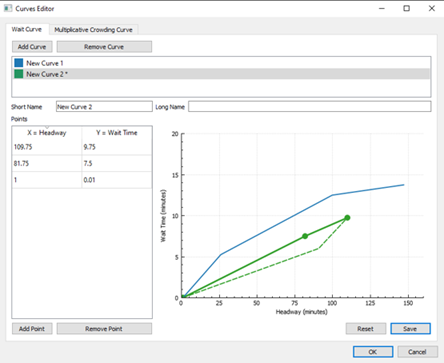 Curves Editor
Wait Curve Multiplicative Crowding Curve
Add Curve Remove Curve
New Curve 1
New Curve 2 *
Short Name New Curve 2 Long Name
Points
X = Headway Y = Wait Time
109.75 9.75
81.75 7.5
1 0.01
20
15
10
5
0
Wait Time (minutes)
0 25 50 75 100 125 150
Headway (minutes)
Add Point Remove Point Reset Save
OK Cancel